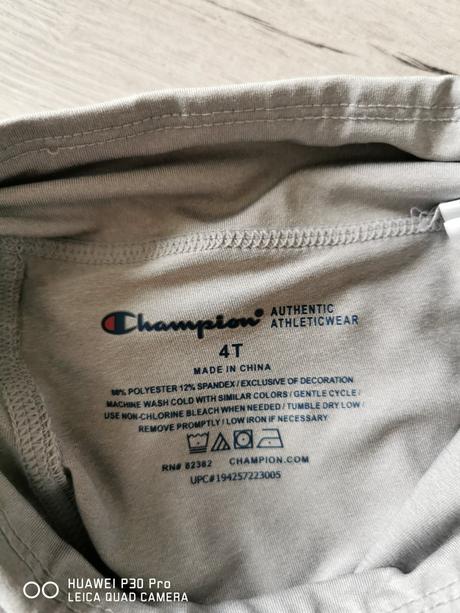 Champion AUTHENTIC
ATHLETICWEAR
4T
MADE IN CHINA
88% POLYESTER 12% SPANDEX / EXCLUSIVE OF DECORATION
MACHINE WASH COLD WITH SIMILAR COLORS / GENTLE CYCLE /
USE NON-CHLORINE BLEACH WHEN NEEDED / TUMBLE DRY LOW /
REMOVE PROMPTLY / LOW IRON IF NECESSARY
RN# 82382 CHAMPION.COM
UPC#194257223005
HUAWEI P30 Pro
LEICA QUAD CAMERA